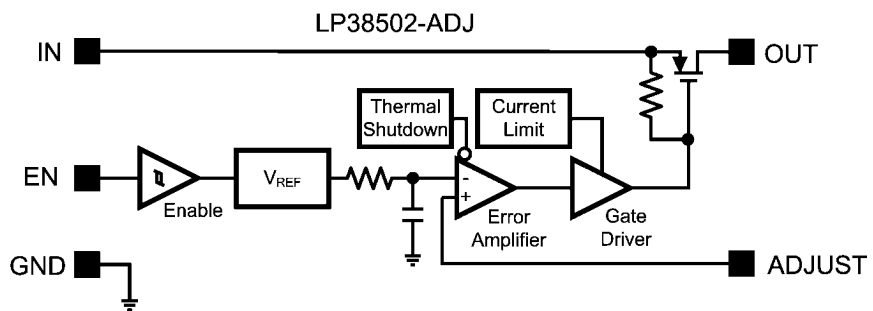 LP38502-ADJ
IN
OUT
Thermal
Shutdown
Current
Limit
EN
VREF
-
+
Enable
Error
Amplifier
Gate
Driver
GND
ADJUST